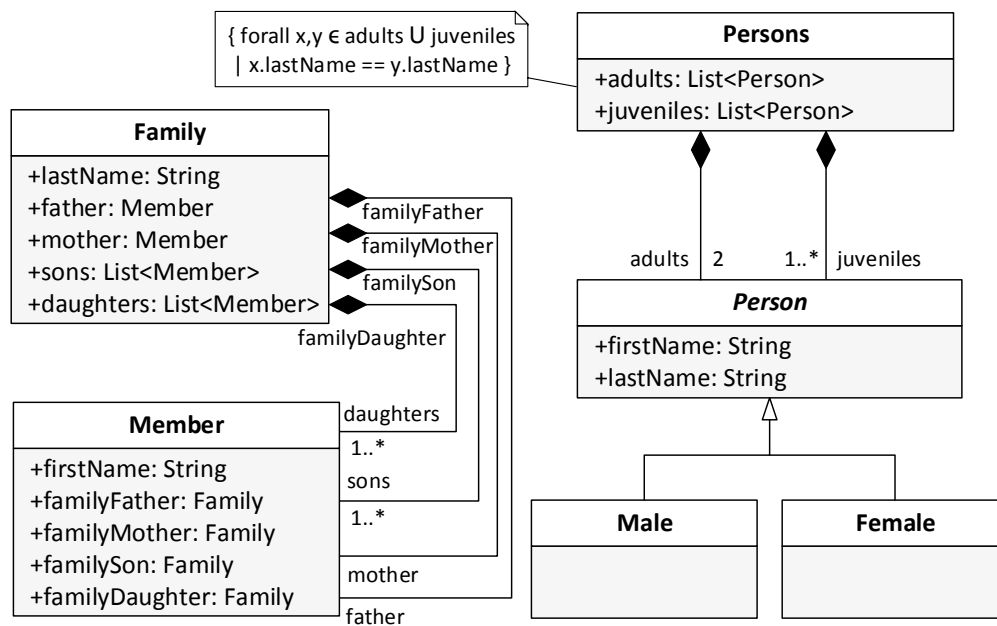 { forall x,y ϵ adults U juveniles
| x.lastName == y.lastName }
Persons
+adults: List<Person>
+juveniles: List<Person>
Family
+lastName: String
+father: Member
+mother: Member
+sons: List<Member>
+daughters: List<Member>
familyFather
familyMother
familySon
familyDaughter
adults 2 1..* juveniles
Person
+firstName: String
+lastName: String
Member
+firstName: String
+familyFather: Family
+familyMother: Family
+familySon: Family
+familyDaughter: Family
daughters
1..*
sons
1..*
mother
father
Male
Female